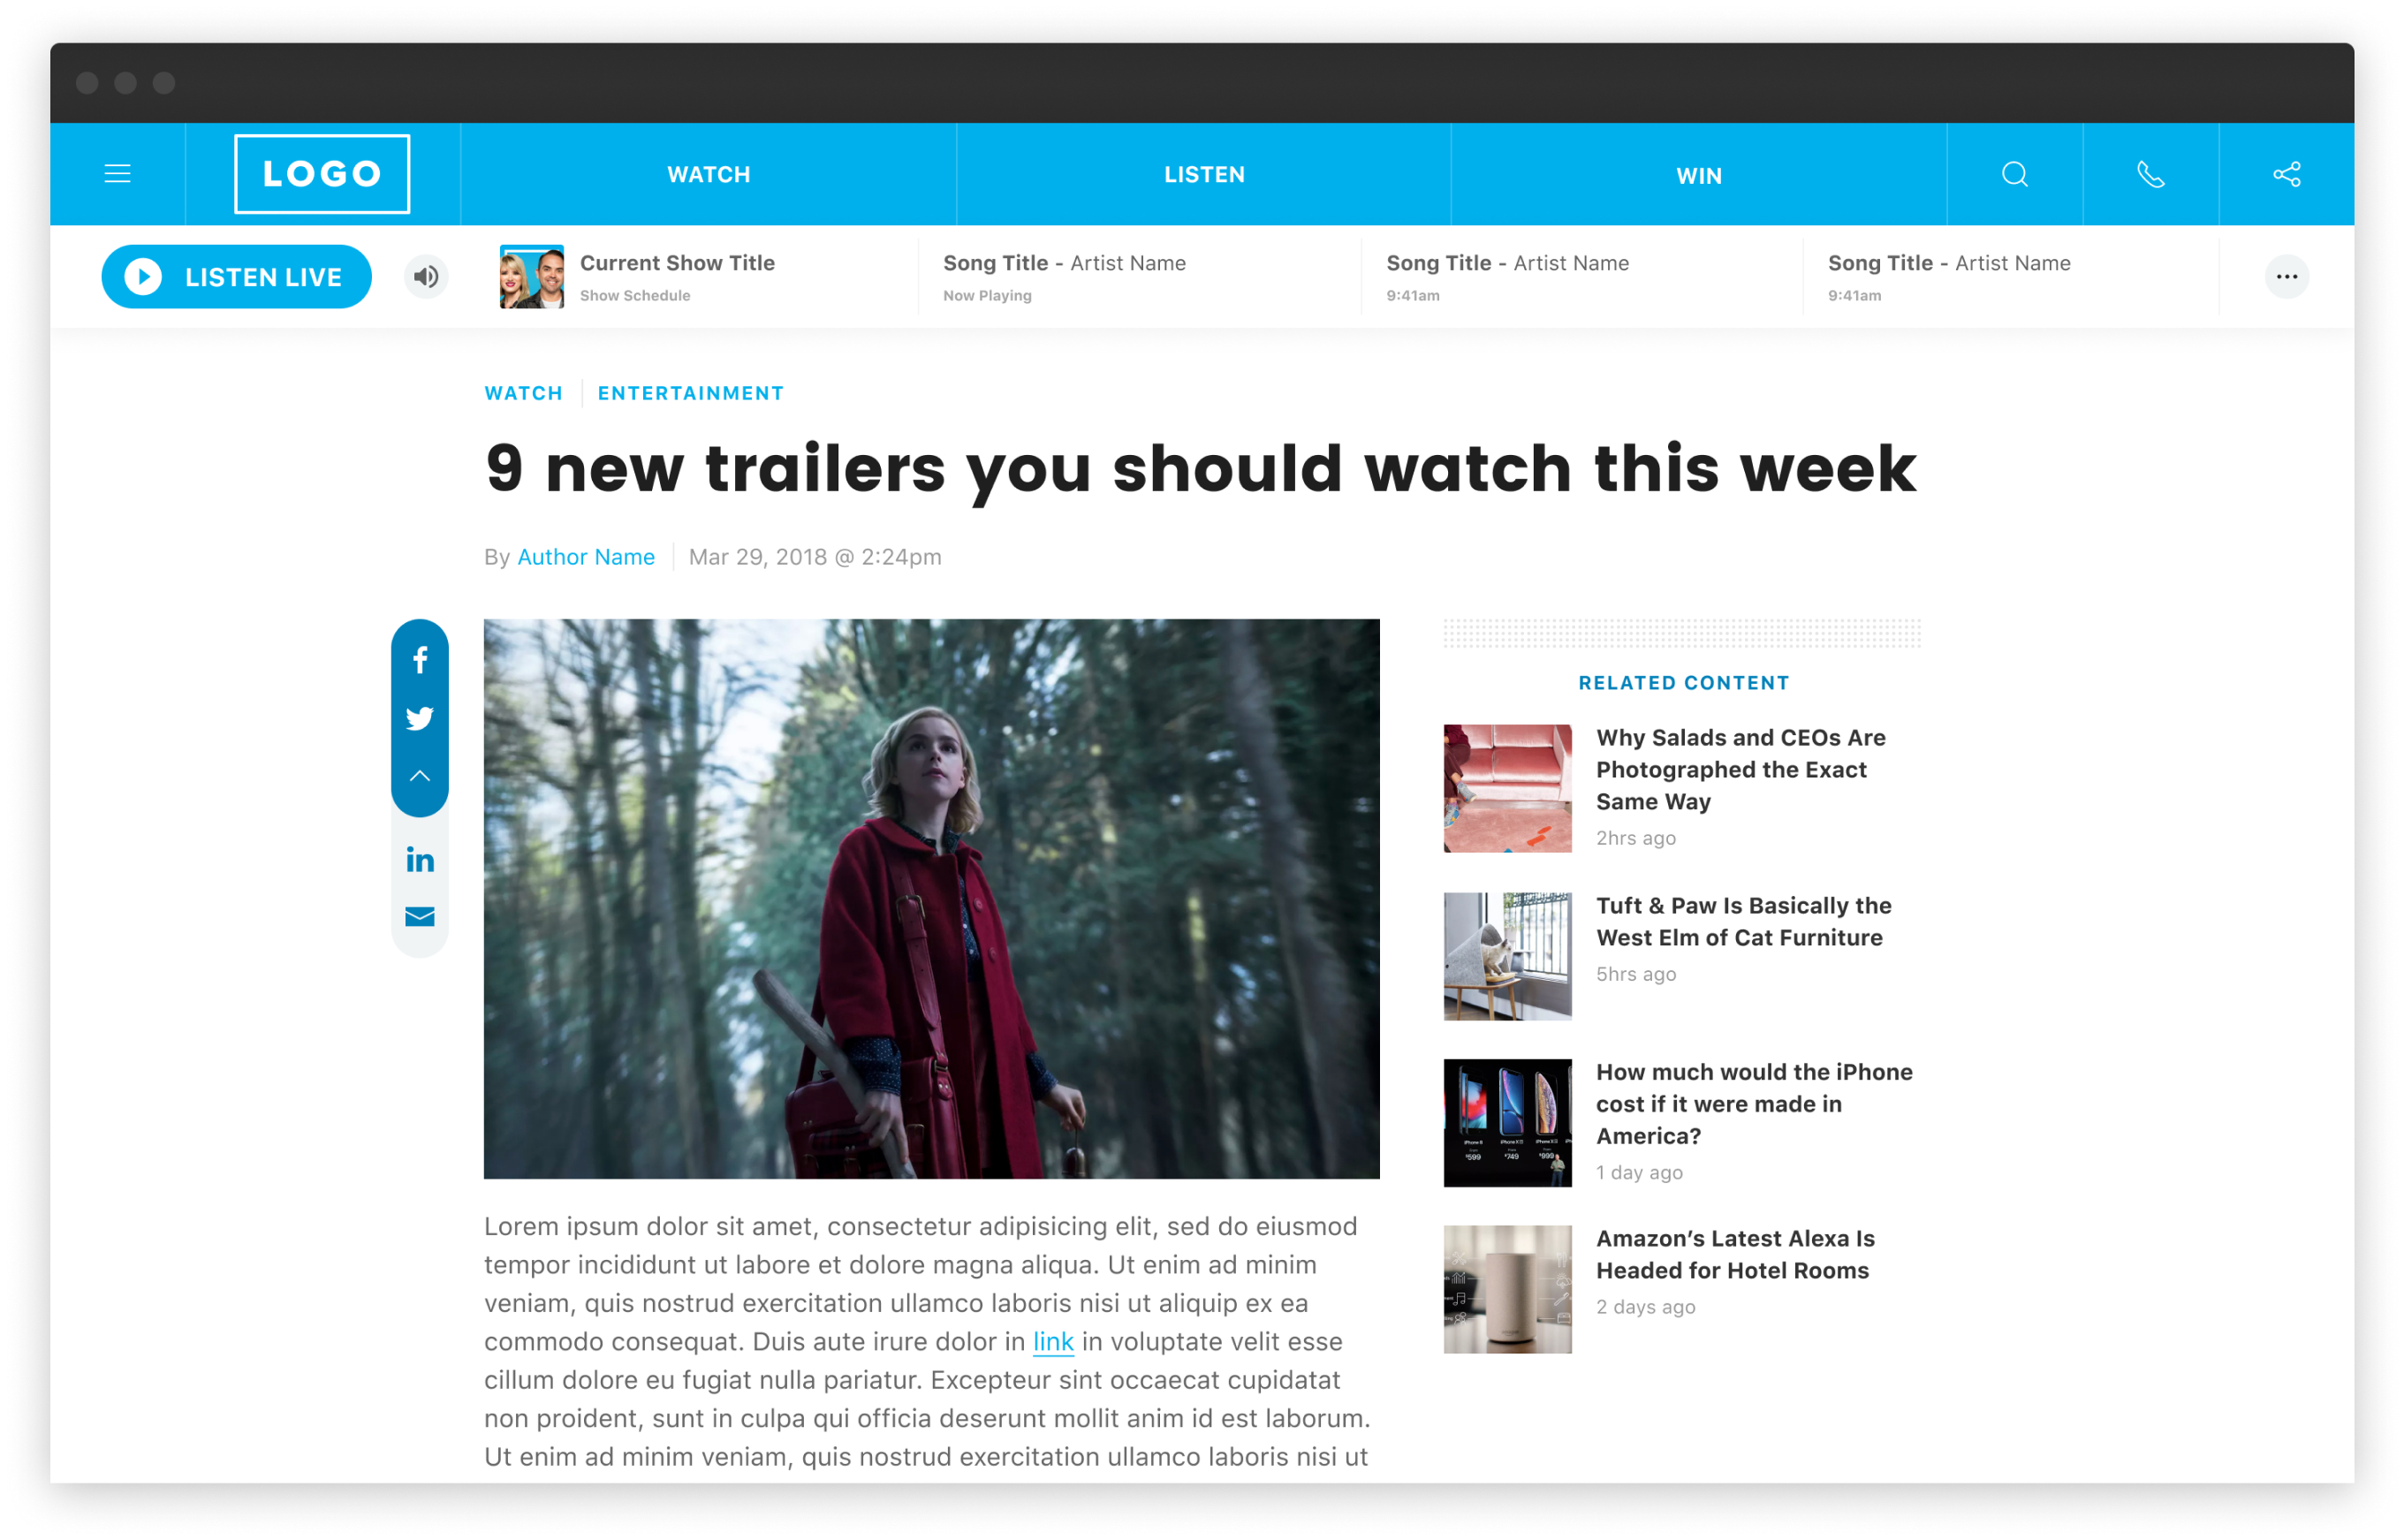 LOGO
WATCH
LISTEN
WIN
LISTEN LIVE
Current Show Title
Show Schedule
Song Title - Artist Name
Now Playing
Song Title - Artist Name
9:41am
Song Title - Artist Name
9:41am
WATCH
ENTERTAINMENT
9 new trailers you should watch this week
By Author Name
Mar 29, 2018 @ 2:24pm
Lorem ipsum dolor sit amet, consectetur adipisicing elit, sed do eiusmod
tempor incididunt ut labore et dolore magna aliqua. Ut enim ad minim
veniam, quis nostrud exercitation ullamco laboris nisi ut aliquip ex ea
commodo consequat. Duis aute irure dolor in link in voluptate velit esse
cillum dolore eu fugiat nulla pariatur. Excepteur sint occaecat cupidatat
non proident, sunt in culpa qui officia deserunt mollit anim id est laborum.
Ut enim ad minim veniam, quis nostrud exercitation ullamco laboris nisi ut
RELATED CONTENT
Why Salads and CEOs Are
Photographed the Exact
Same Way
2hrs ago
Tuft & Paw Is Basically the
West Elm of Cat Furniture
5hrs ago
$599
$749
$999
How much would the iPhone
cost if it were made in
America?
1 day ago
Amazon’s Latest Alexa Is
Headed for Hotel Rooms
2 days ago